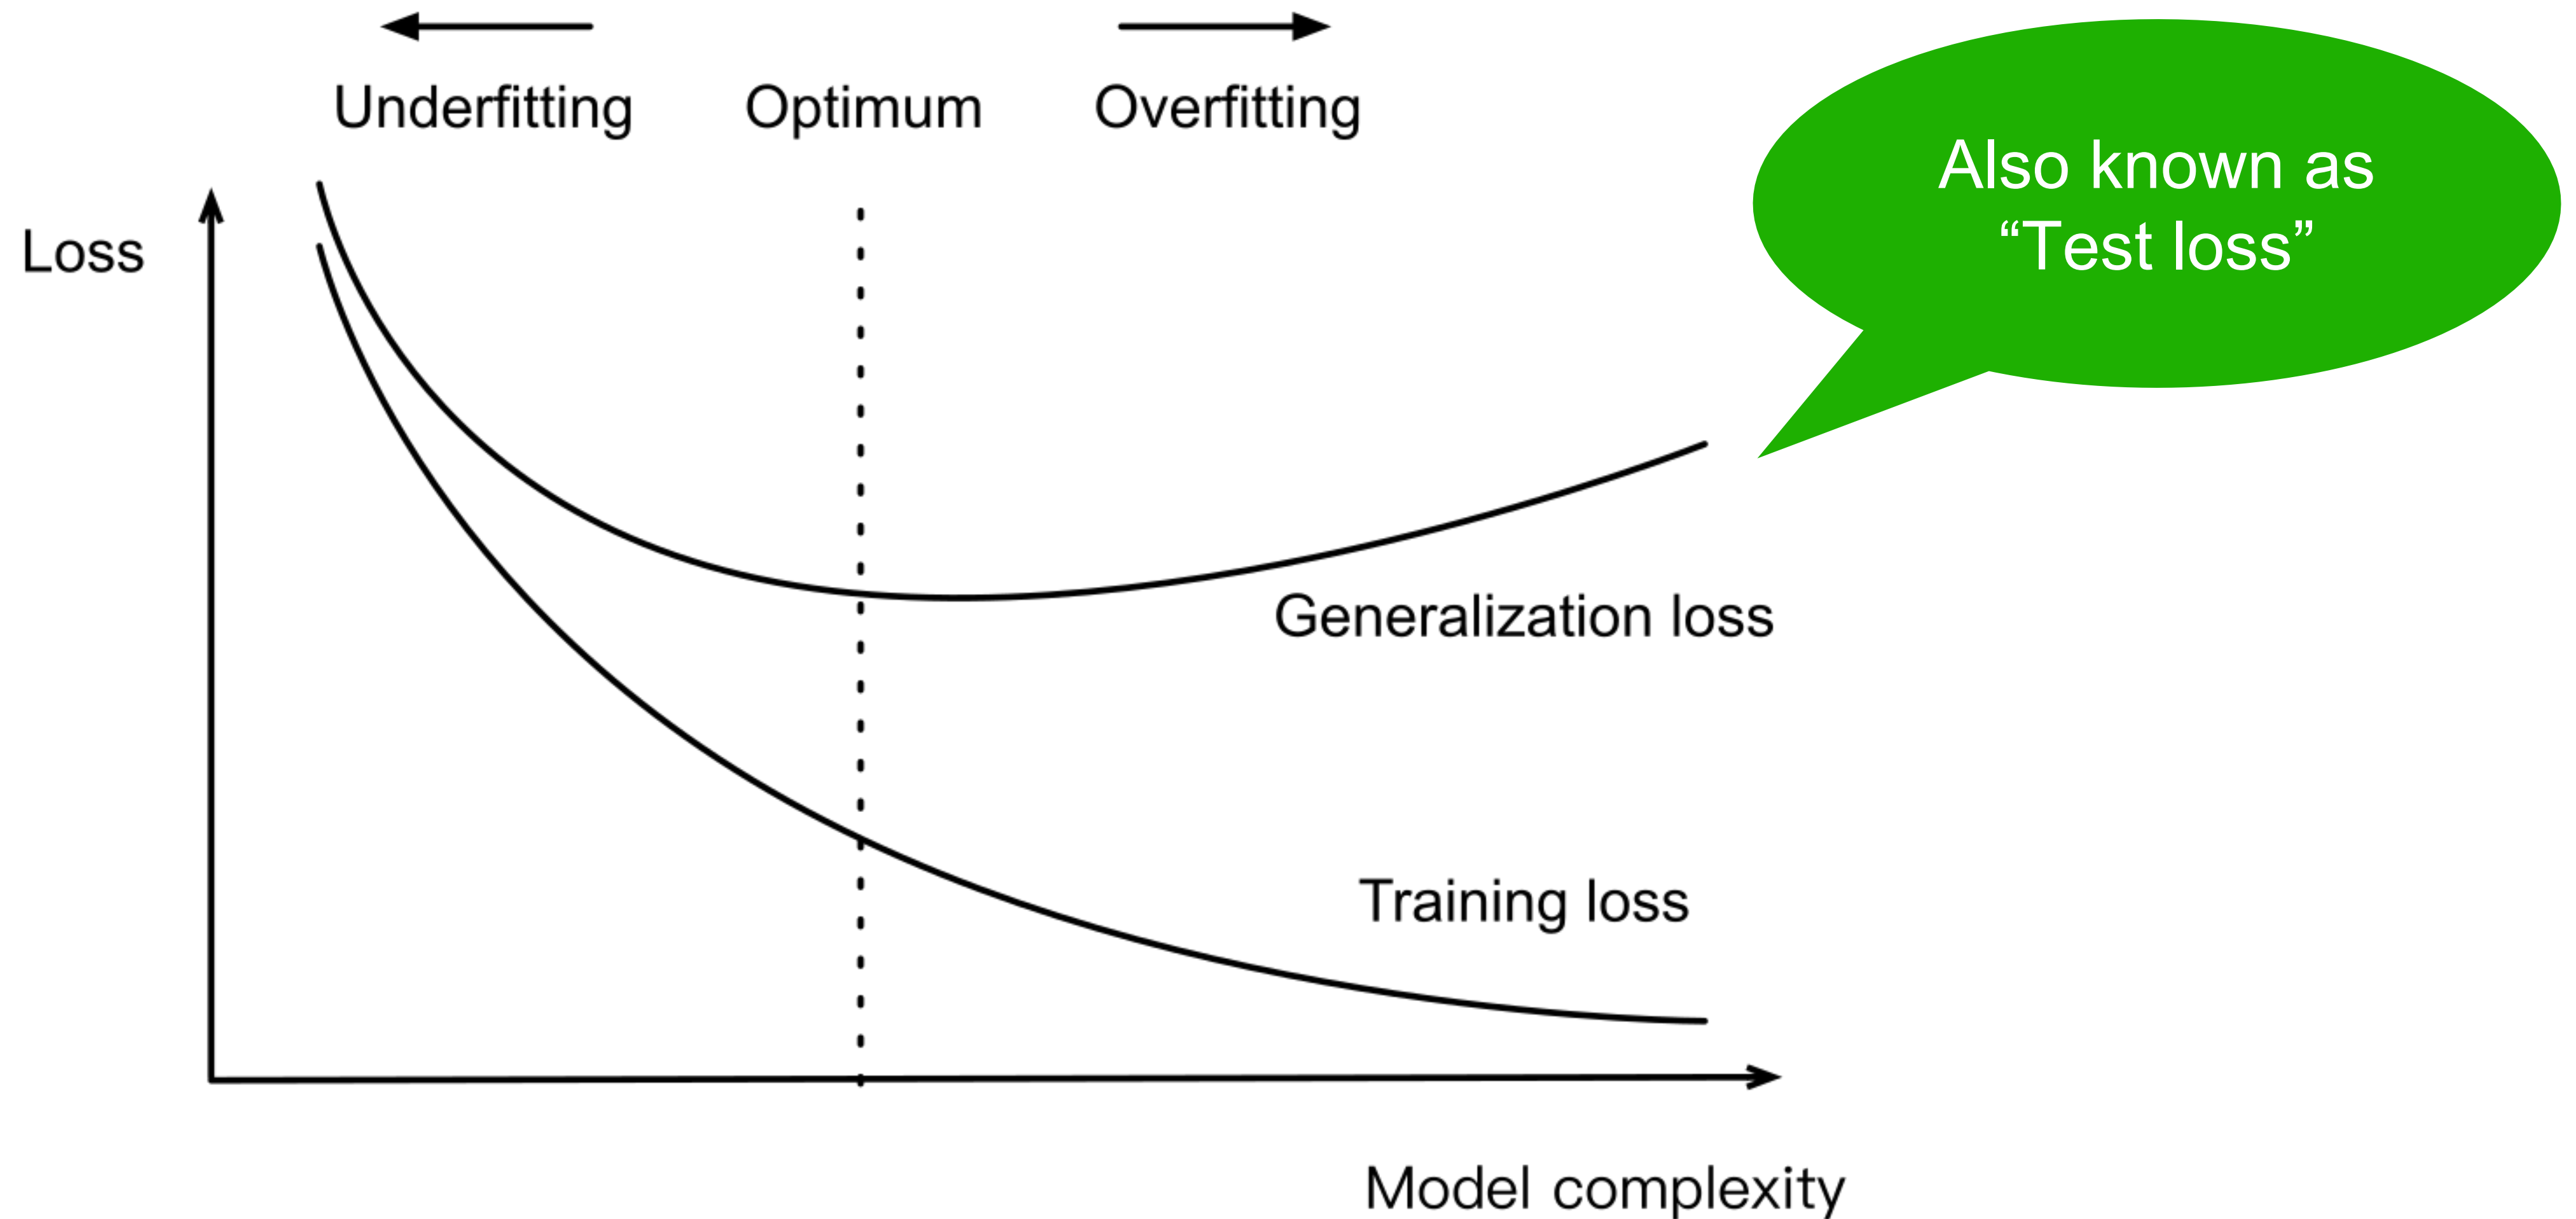 Underfitting
Optimum
Overfitting
Also known as
“Test loss”
Loss
Generalization loss
Training loss
Model complexity